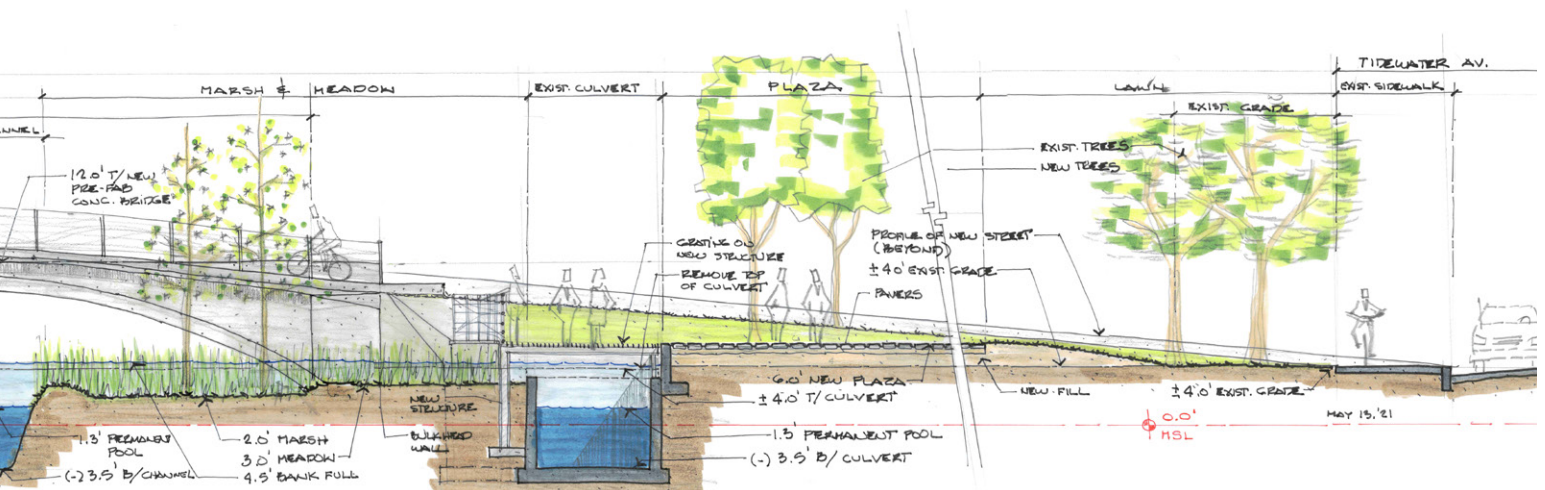 TIDEWATER AV.
MARSH & MEADOW
EXIST. CULVERT
PLAZA
LAWN
EXIST. SIDEWALK
EXIST. GRADE
12.0' T/NEW
PRE-FAB
CONC. BRIDGE
EXIST. TREES
NEW TREES
GRATING ON
NEW STRUCTURE
REMOVE TOP
OF CULVERT
PROFILE OF NEW STREET
(BEYOND)
± 4.0' EXIST GRADE
PAVERS
NEW
STRUCTURE
BULKHEAD
WALL
6.0' NEW PLAZA
± 4.0' T/CULVERT
NEW FILL
± 4.0' EXIST. GRADE
MAY 13, '21
0.0'
MSL
1.3' PERMANENT
POOL
(-) 3.5' B/CHANNEL
2.0' MARSH
3.0' MEADOW
4.5' BANK FULL
1.3' PERMANENT POOL
(-) 3.5' B/CULVERT